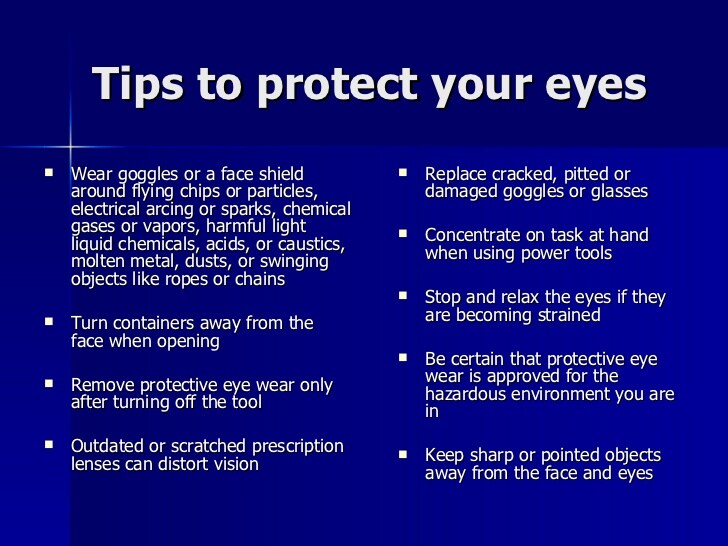 Tips to protect your eyes
Wear goggles or a face shield
around flying chips or particles,
electrical arcing or sparks, chemical
gases or vapors, harmful light
liquid chemicals, acids, or caustics,
molten metal, dusts, or swinging
objects like ropes or chains
Turn containers away from the
face when opening
Remove protective eye wear only
after turning off the tool
Outdated or scratched prescription
lenses can distort vision
Replace cracked, pitted or
damaged goggles or glasses
Concentrate on task at hand
when using power tools
Stop and relax the eyes if they
are becoming strained
Be certain that protective eye
wear is approved for the
hazardous environment you are
in
Keep sharp or pointed objects
away from the face and eyes